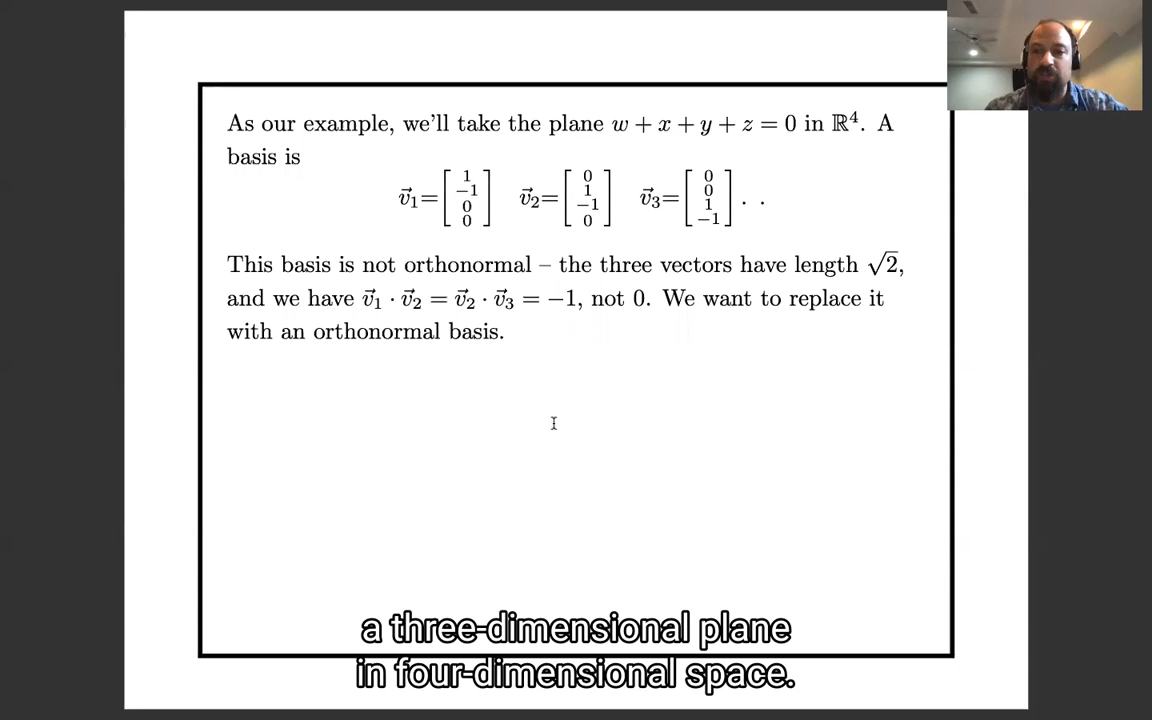 As our example, we'll take the plane w + x + y + z = 0 in ℝ⁴. A
basis is
v⃗₁ = [1 −1 0 0] v⃗₂ = [0 1 −1 0] v⃗₃ = [0 0 1 −1] . .
This basis is not orthonormal – the three vectors have length √2,
and we have v⃗₁ · v⃗₂ = v⃗₂ · v⃗₃ = −1, not 0. We want to replace it
with an orthonormal basis.
a three-dimensional plane
in four-dimensional space.